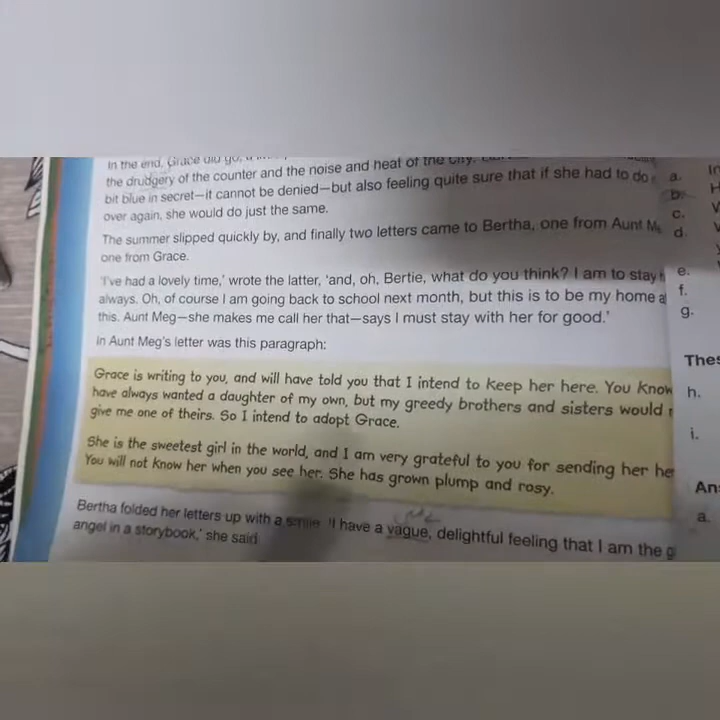 In the end, Grace did go,
the drudgery of the counter and the noise and heat of the city.
bit blue in secret—it cannot be denied—but also feeling quite sure that if she had to do
over again, she would do just the same.
The summer slipped quickly by, and finally two letters came to Bertha, one from Aunt
one from Grace.
'I've had a lovely time,' wrote the latter, 'and, oh, Bertie, what do you think? I am to stay
always. Oh, of course I am going back to school next month, but this is to be my home
this. Aunt Meg—she makes me call her that—says I must stay with her for good.'
In Aunt Meg's letter was this paragraph:
Grace is writing to you, and will have told you that I intend to keep her here. You know
have always wanted a daughter of my own, but my greedy brothers and sisters would
give me one of theirs. So I intend to adopt Grace.
She is the sweetest girl in the world, and I am very grateful to you for sending her
You will not know her when you see her. She has grown plump and rosy.
Bertha folded her letters up with a smile. 'I have a vague, delightful feeling that I am the
angel in a storybook,' she said
a.
b.
c.
d.
e.
f.
g.
h.
i.
a.